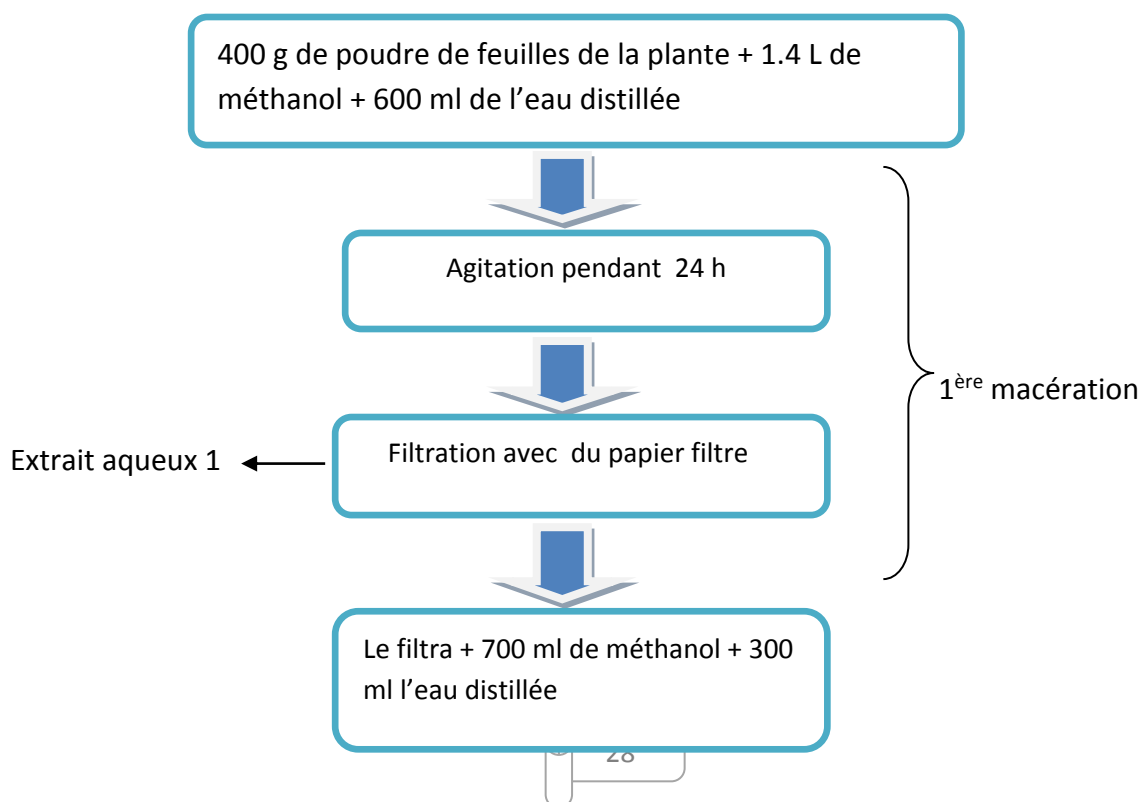 400 g de poudre de feuilles de la plante + 1.4 L de
méthanol + 600 ml de l’eau distillée
Agitation pendant 24 h
1ère macération
Extrait aqueux 1
Filtration avec du papier filtre
Le filtra + 700 ml de méthanol + 300
ml l’eau distillée
28